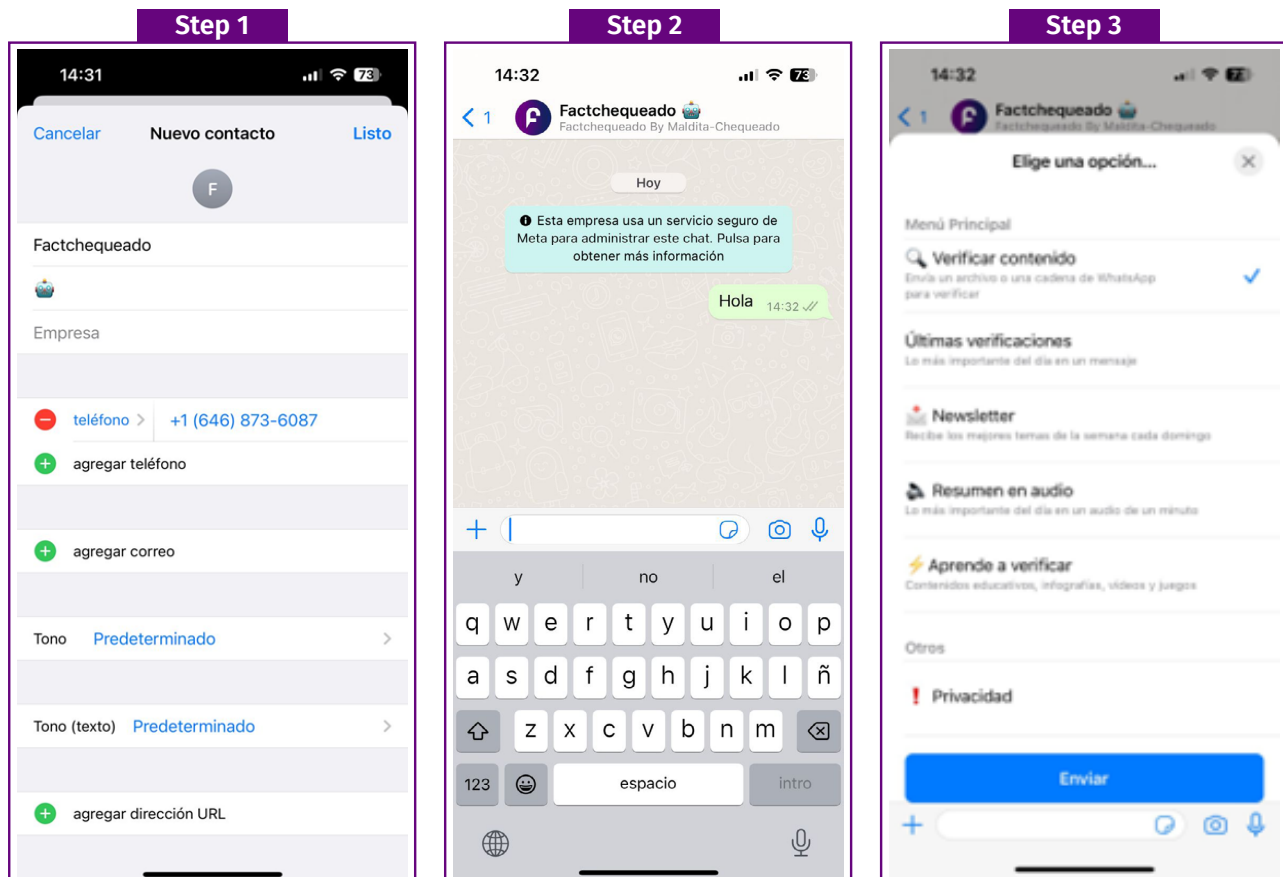 Step 1
14:31
73
Cancelar Nuevo contacto Listo
F
Factchequeado
Empresa
teléfono +1 (646) 873-6087
agregar teléfono
agregar correo
Tono Predeterminado
Tono (texto) Predeterminado
agregar dirección URL
Step 2
14:32
73
1 Factchequeado
Factchequeado By Maldita-Chequeado
Hoy
Esta empresa usa un servicio seguro de
Meta para administrar este chat. Pulsa para
obtener más información
Hola 14:32
y no el
q w e r t y u i o p
a s d f g h j k l ñ
z x c v b n m
123 espacio intro
Step 3
14:32
73
1 Factchequeado
Factchequeado By Maldita-Chequeado
Elige una opción...
Menú Principal
Verificar contenido
Envía un archivo o una cadena de WhatsApp
para verificar
Últimas verificaciones
Lo más importante del día en un mensaje
Newsletter
Recibe los mejores temas de la semana cada domingo
Resumen en audio
Lo más importante del día en un audio de un minuto
Aprende a verificar
Contenidos educativos, infografías, videos y juegos
Otros
Privacidad
Enviar